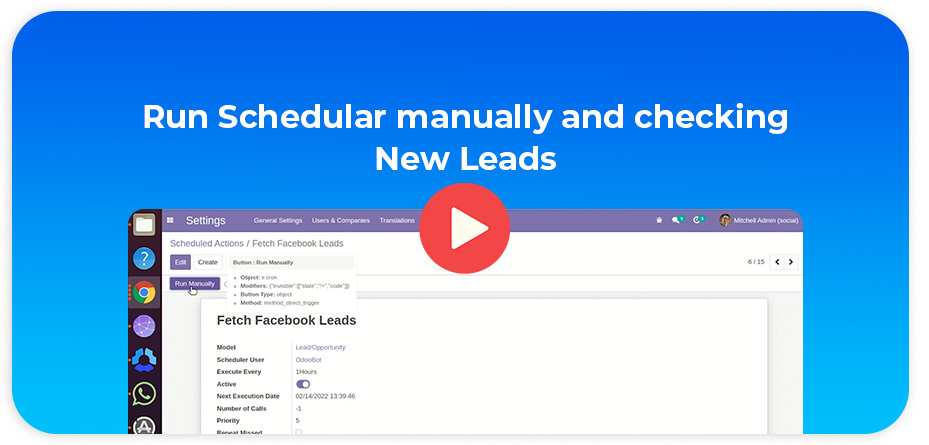 Run Schedular manually and checking
New Leads
Settings General Settings Users & Companies Translations Mitchell Admin (social)
Scheduled Actions / Fetch Facebook Leads
Edit Create Button : Run Manually 6 / 15
Run Manually
Object: ir.cron
Modifiers: {"invisible":[["state","!=","code"]]}
Button Type: object
Method: method_direct_trigger
Fetch Facebook Leads
Model Lead/Opportunity
Scheduler User OdooBot
Execute Every 1Hours
Active
Next Execution Date 02/14/2022 13:39:46
Number of Calls -1
Priority 5
Repeat Missed